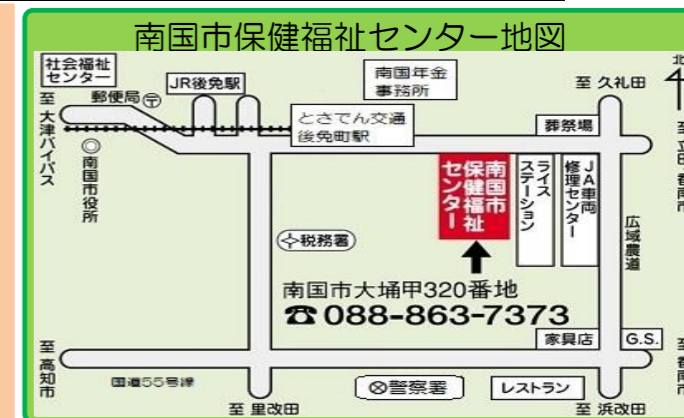 南国市保健福祉センター地図
社会福祉
センター
JR後免駅
南国年金
事務所
至 久礼田
北
4
郵便局〒
至 大津バイパス
◎南国市役所
とさでん交通
後免町駅
葬祭場
南国市
保健福祉
センター
ライス
ステーション
JA車両
修理センター
広域農道
税務署
南国市大埇甲320番地
☎088-863-7373
家具店
G.S.
至 高知市
国道55号線
⊗警察署
レストラン
至 里改田
至 浜改田